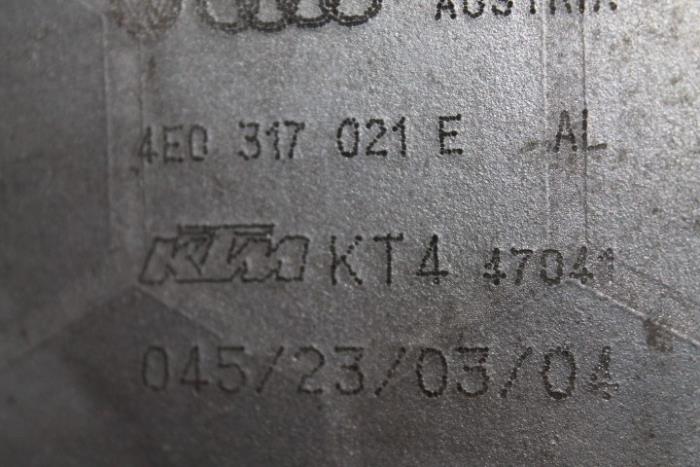 AUSTRIA
4E0 317 021 E AL
KTM KT4 47041
045/23/03/04